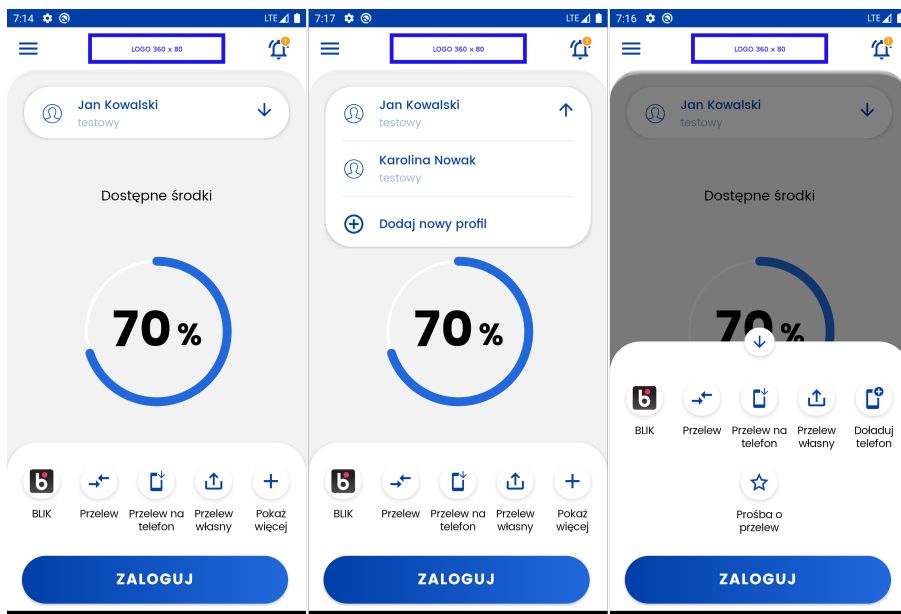 7:14
LTE
LOGO 360 x 80
!
Jan Kowalski
testowy
Dostępne środki
70 %
BLIK
Przelew
Przelew na
telefon
Przelew
własny
Pokaż
więcej
ZALOGUJ
7:17
LTE
LOGO 360 x 80
!
Jan Kowalski
testowy
Karolina Nowak
testowy
Dodaj nowy profil
70 %
BLIK
Przelew
Przelew na
telefon
Przelew
własny
Pokaż
więcej
ZALOGUJ
7:16
LTE
LOGO 360 x 80
!
Jan Kowalski
testowy
Dostępne środki
70 %
BLIK
Przelew
Przelew na
telefon
Przelew
własny
Doładuj
telefon
Prośba o
przelew
ZALOGUJ